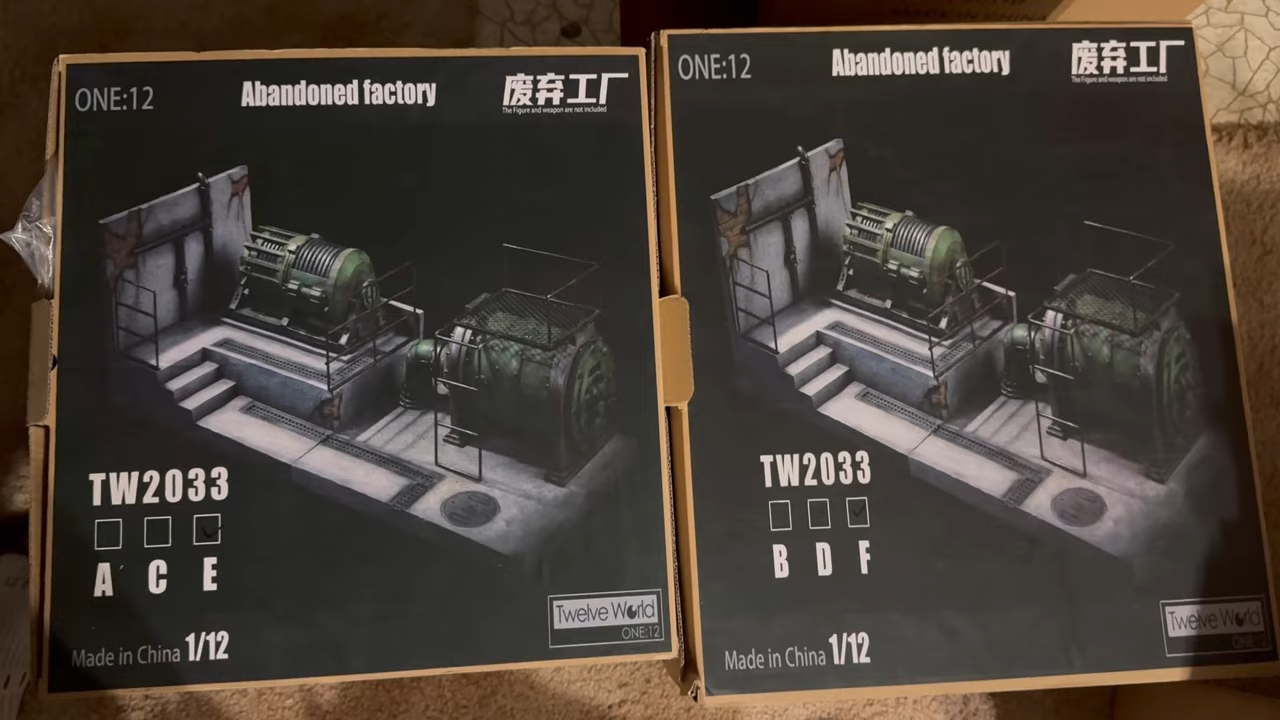 ONE:12
Abandoned factory
废弃工厂
The Figure and weapon are not included
TW2033
A C E
Twelve World
ONE:12
Made in China 1/12
ONE:12
Abandoned factory
废弃工厂
The Figure and weapon are not included
TW2033
B D F
Twelve World
Made in China 1/12